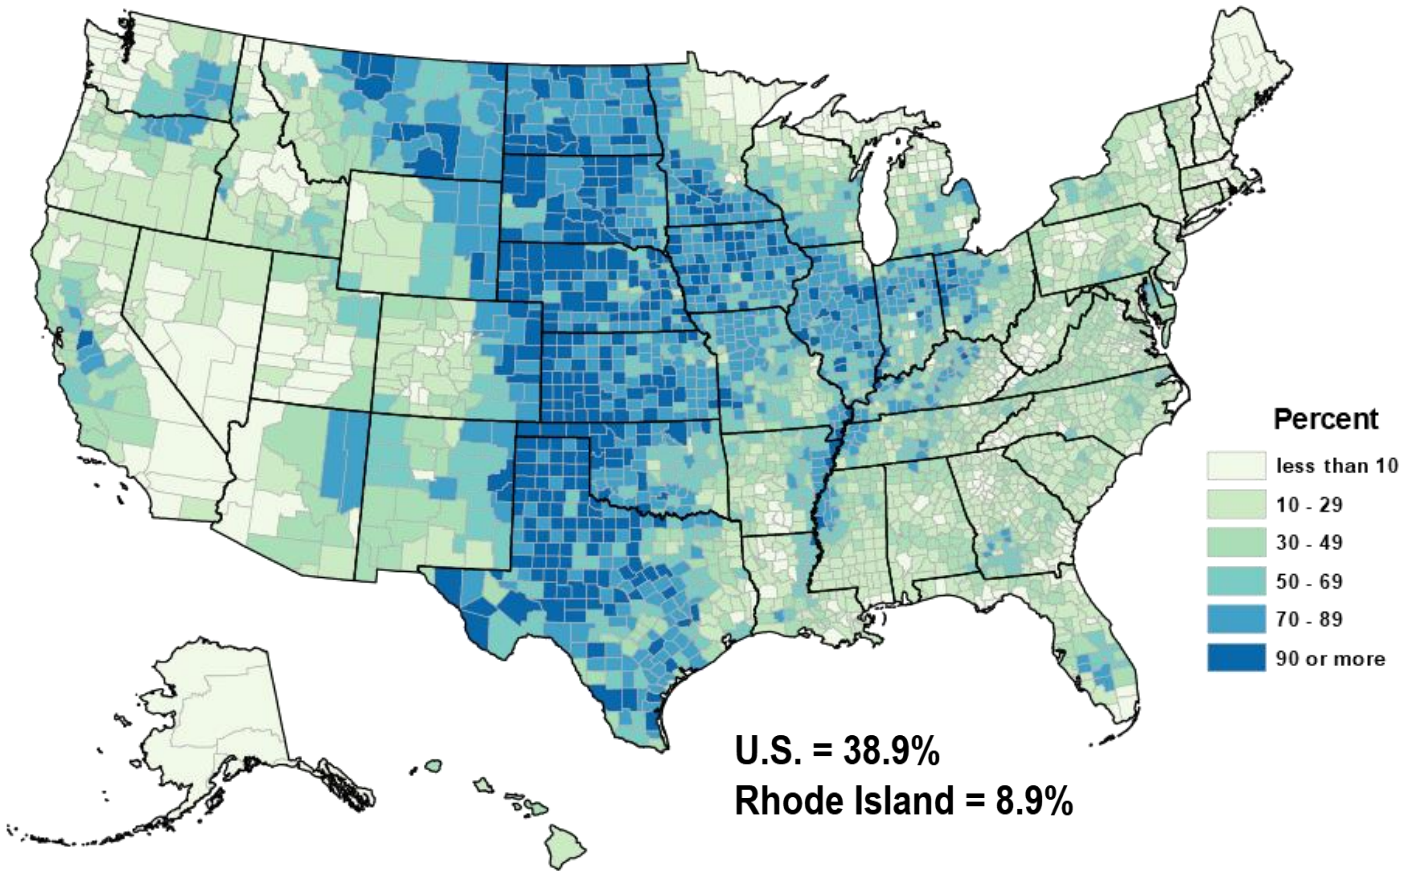 Percent
less than 10
10 - 29
30 - 49
50 - 69
70 - 89
90 or more
U.S. = 38.9%
Rhode Island = 8.9%